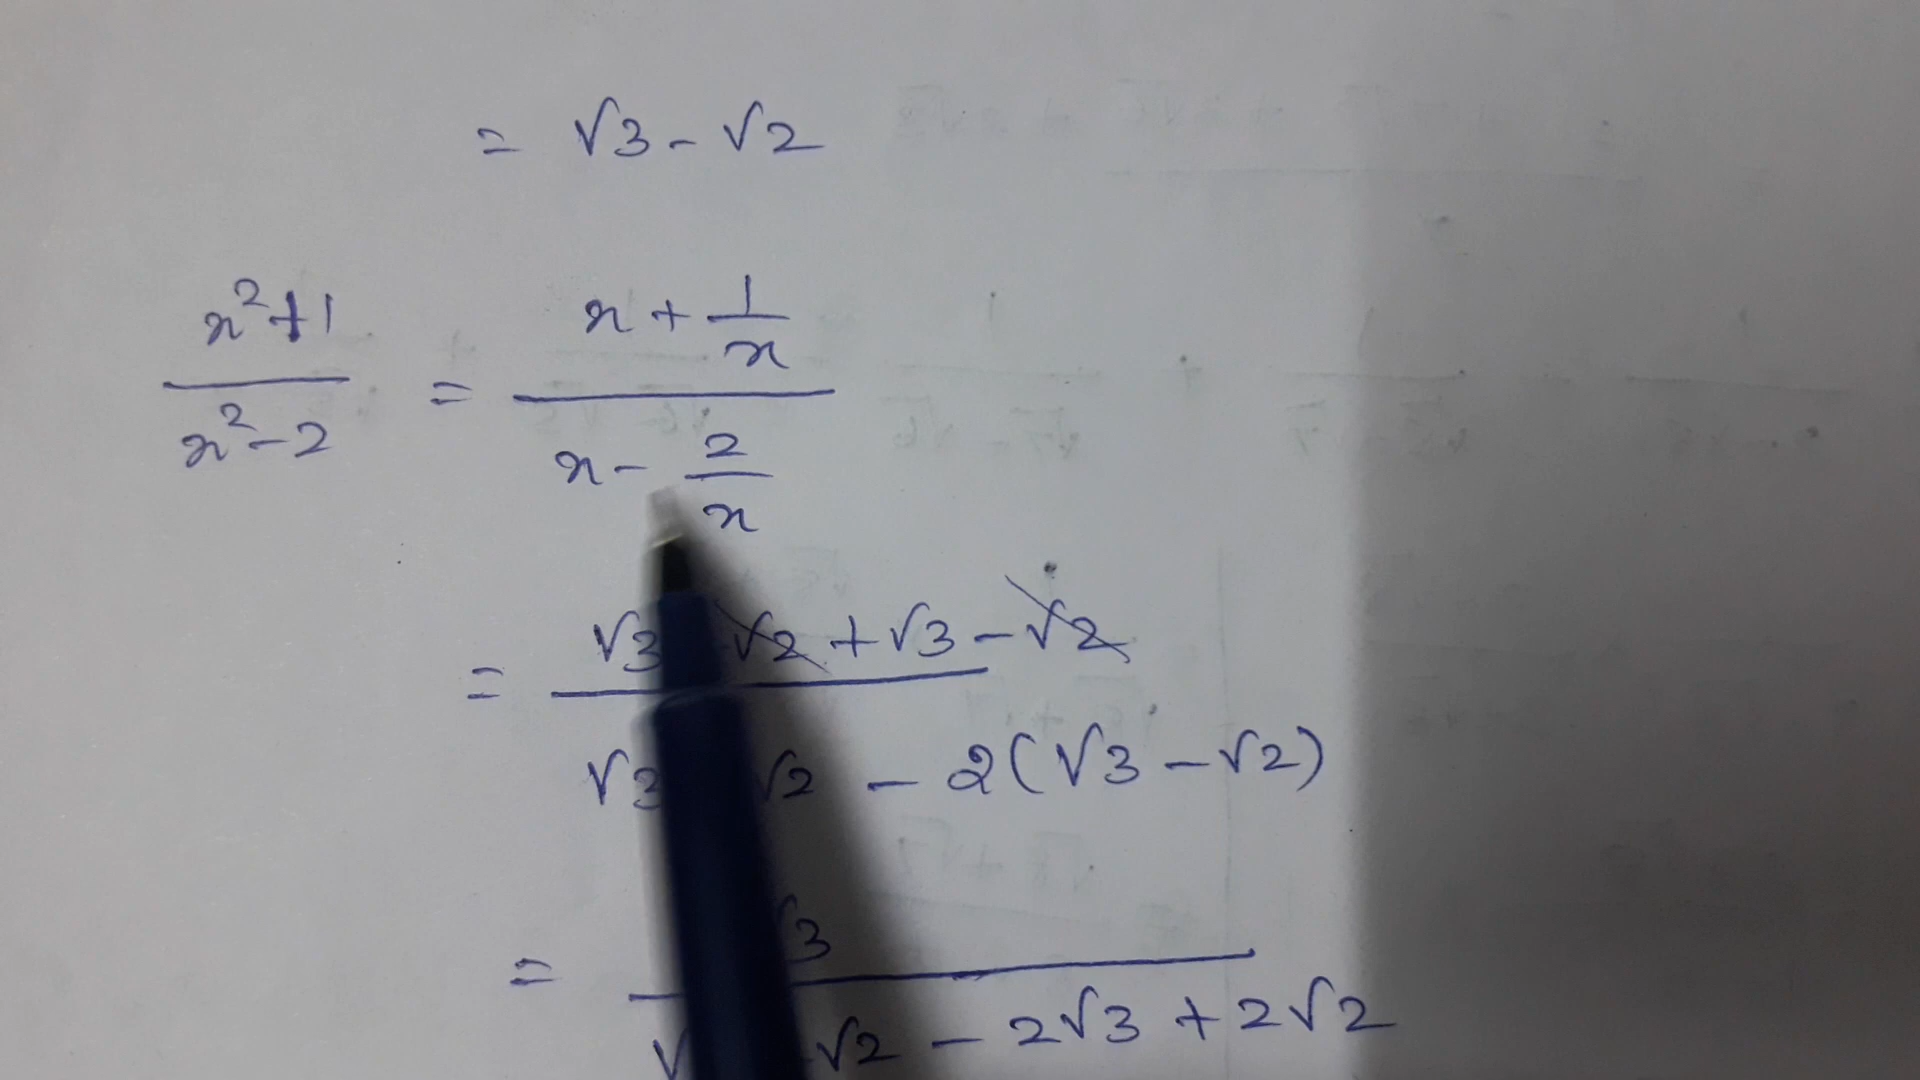 = √3 - √2
x²+1 / x²-2 = x + 1/x / x - 2/x
= √3 √2 + √3 - √2 / √3 √2 - 2(√3 - √2)
= √3 / √ √2 - 2√3 + 2√2